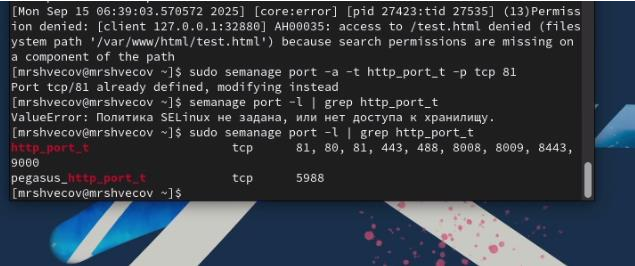 [Mon Sep 15 06:39:03.570572 2025] [core:error] [pid 27423:tid 27535] (13)Permiss
ion denied: [client 127.0.0.1:32880] AH00035: access to /test.html denied (files
ystem path '/var/www/html/test.html') because search permissions are missing on
a component of the path
[mrshvecov@mrshvecov ~]$ sudo semanage port -a -t http_port_t -p tcp 81
Port tcp/81 already defined, modifying instead
[mrshvecov@mrshvecov ~]$ semanage port -l | grep http_port_t
ValueError: Политика SELinux не задана, или нет доступа к хранилищу.
[mrshvecov@mrshvecov ~]$ sudo semanage port -l | grep http_port_t
http_port_t                    tcp      81, 80, 81, 443, 488, 8008, 8009, 8443,
9000
pegasus_http_port_t            tcp      5988
[mrshvecov@mrshvecov ~]$